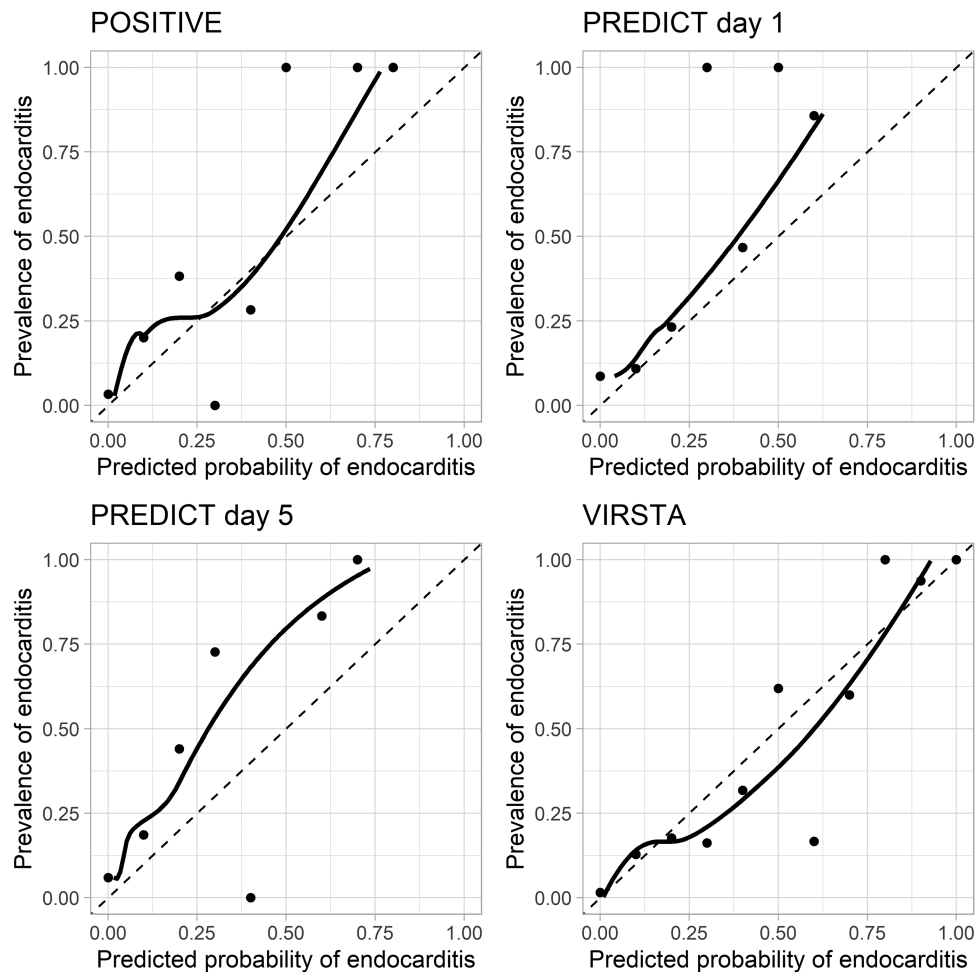 POSITIVE
PREDICT day 1
1.00
0.75
0.50
0.25
0.00
Prevalence of endocarditis
0.00 0.25 0.50 0.75 1.00
Predicted probability of endocarditis
1.00
0.75
0.50
0.25
0.00
Prevalence of endocarditis
0.00 0.25 0.50 0.75 1.00
Predicted probability of endocarditis
PREDICT day 5
VIRSTA
1.00
0.75
0.50
0.25
0.00
Prevalence of endocarditis
0.00 0.25 0.50 0.75 1.00
Predicted probability of endocarditis
1.00
0.75
0.50
0.25
0.00
Prevalence of endocarditis
0.00 0.25 0.50 0.75 1.00
Predicted probability of endocarditis